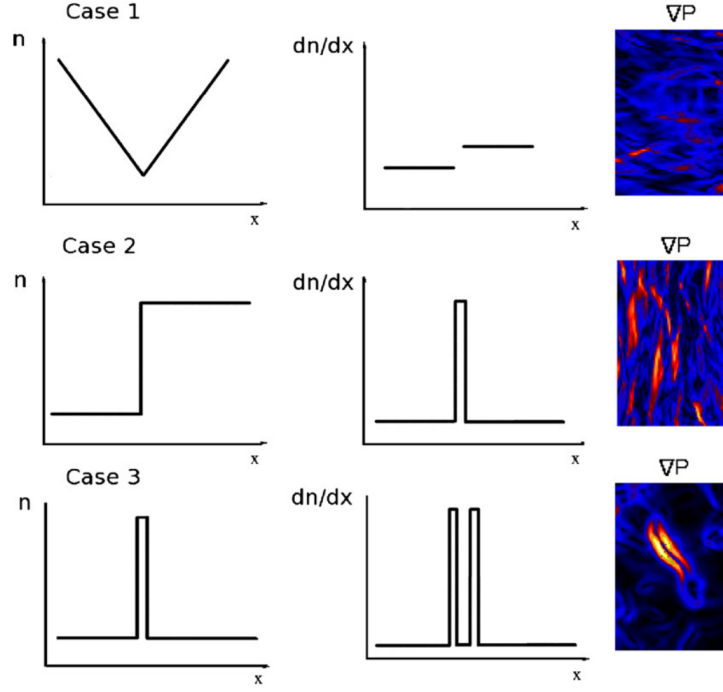 Case 1
n
dn/dx
∇P
x
x
Case 2
n
dn/dx
∇P
x
x
Case 3
n
dn/dx
∇P
x
x